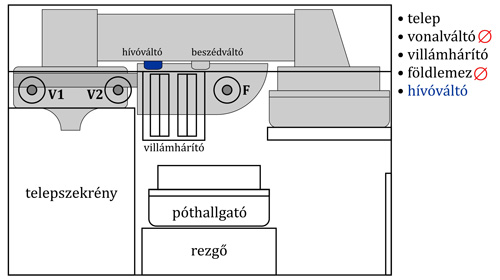 hívóváltó beszédváltó
V1 V2 F
villámhárító
telepszekrény
póthallgató
rezgő
• telep
• vonalváltó ∅
• villámhárító
• földlemez ∅
• hívóváltó